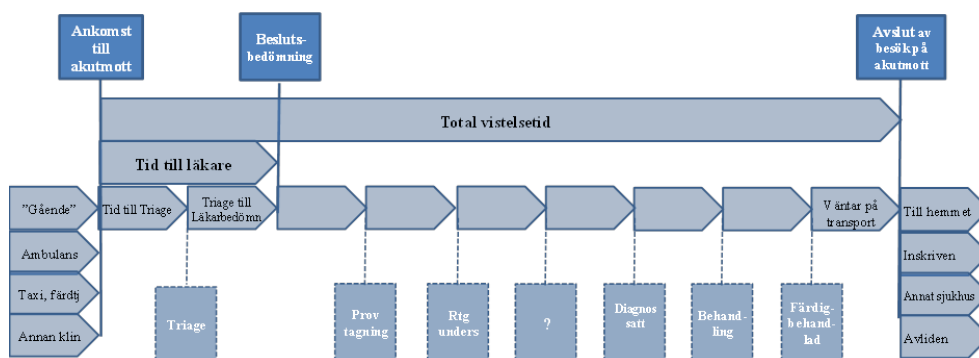 Ankomst
till
akutmott
Besluts-
bedömning
Avslut av
besök på
akutmott
Total vistelsetid
Tid till läkare
"Gående"
Tid till Triage
Triage till
Läkarbedömn
Väntar på
transport
Till hemmet
Ambulans
Inskriven
Taxi, färdtj
Annat sjukhus
Annan klin
Avliden
Triage
Prov
tagning
Rtg
unders
?
Diagnos
satt
Behand-
ling
Färdig-
behand-
lad